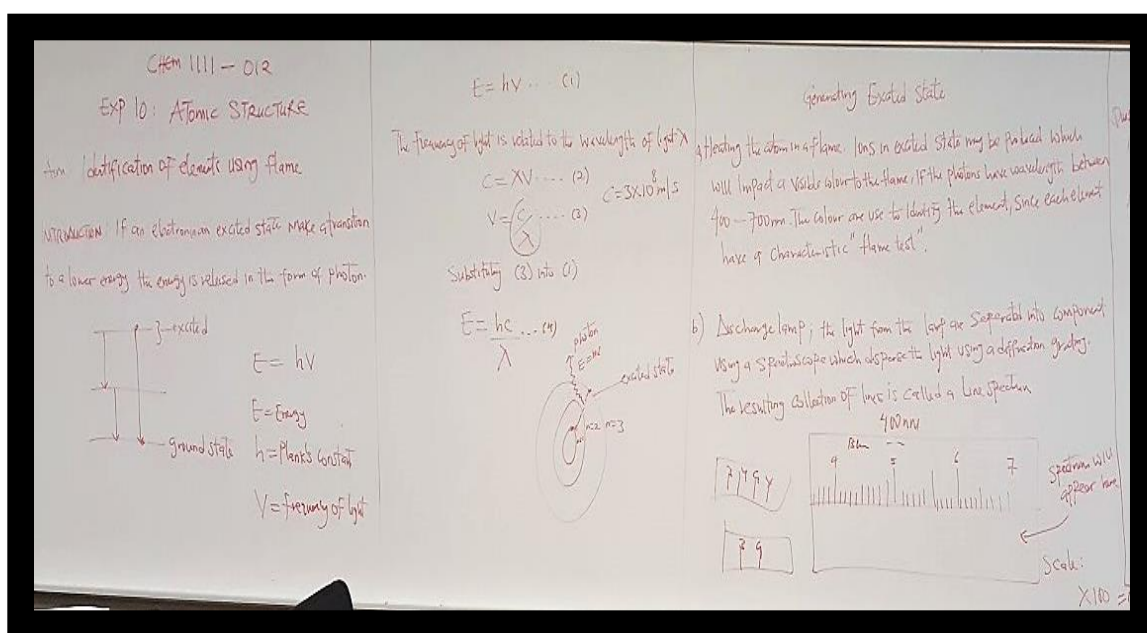 CHEM 1111 - 012
EXP 10: ATOMIC STRUCTURE
Aim: Identification of elements using flame
INTRODUCTION If an electron in an excited state make a transition
to a lower energy the energy is released in the form of photon.
excited
ground state
E = hV
E = Energy
h = Plank's Constant
V = frequency of light
E = hV .... (1)
The frequency of light is related to the wavelength of light λ
C = λV .... (2)
C = 3×10⁸ m/s
V = C/λ .... (3)
Substituting (3) into (1)
E = hc/λ ... (4)
photon
E = hv
excited state
n=2 n=3
Generating Excited State
a Heating the atom in a flame. Ions in excited State may be which
will Impact a visible colour to the flame, if the photons have wavelength between
400 - 700nm. The colour are use to Identify the element, Since each element
have a characteristic "flame test".
b) Discharge lamp; the light from the lamp are Separated into component
Using a which disperse the light using a diffraction grating.
The resulting collection of lines is called a Line spectrum
400nm
4 5 6 7
Spectrum will
appear here
Scale:
X100 =